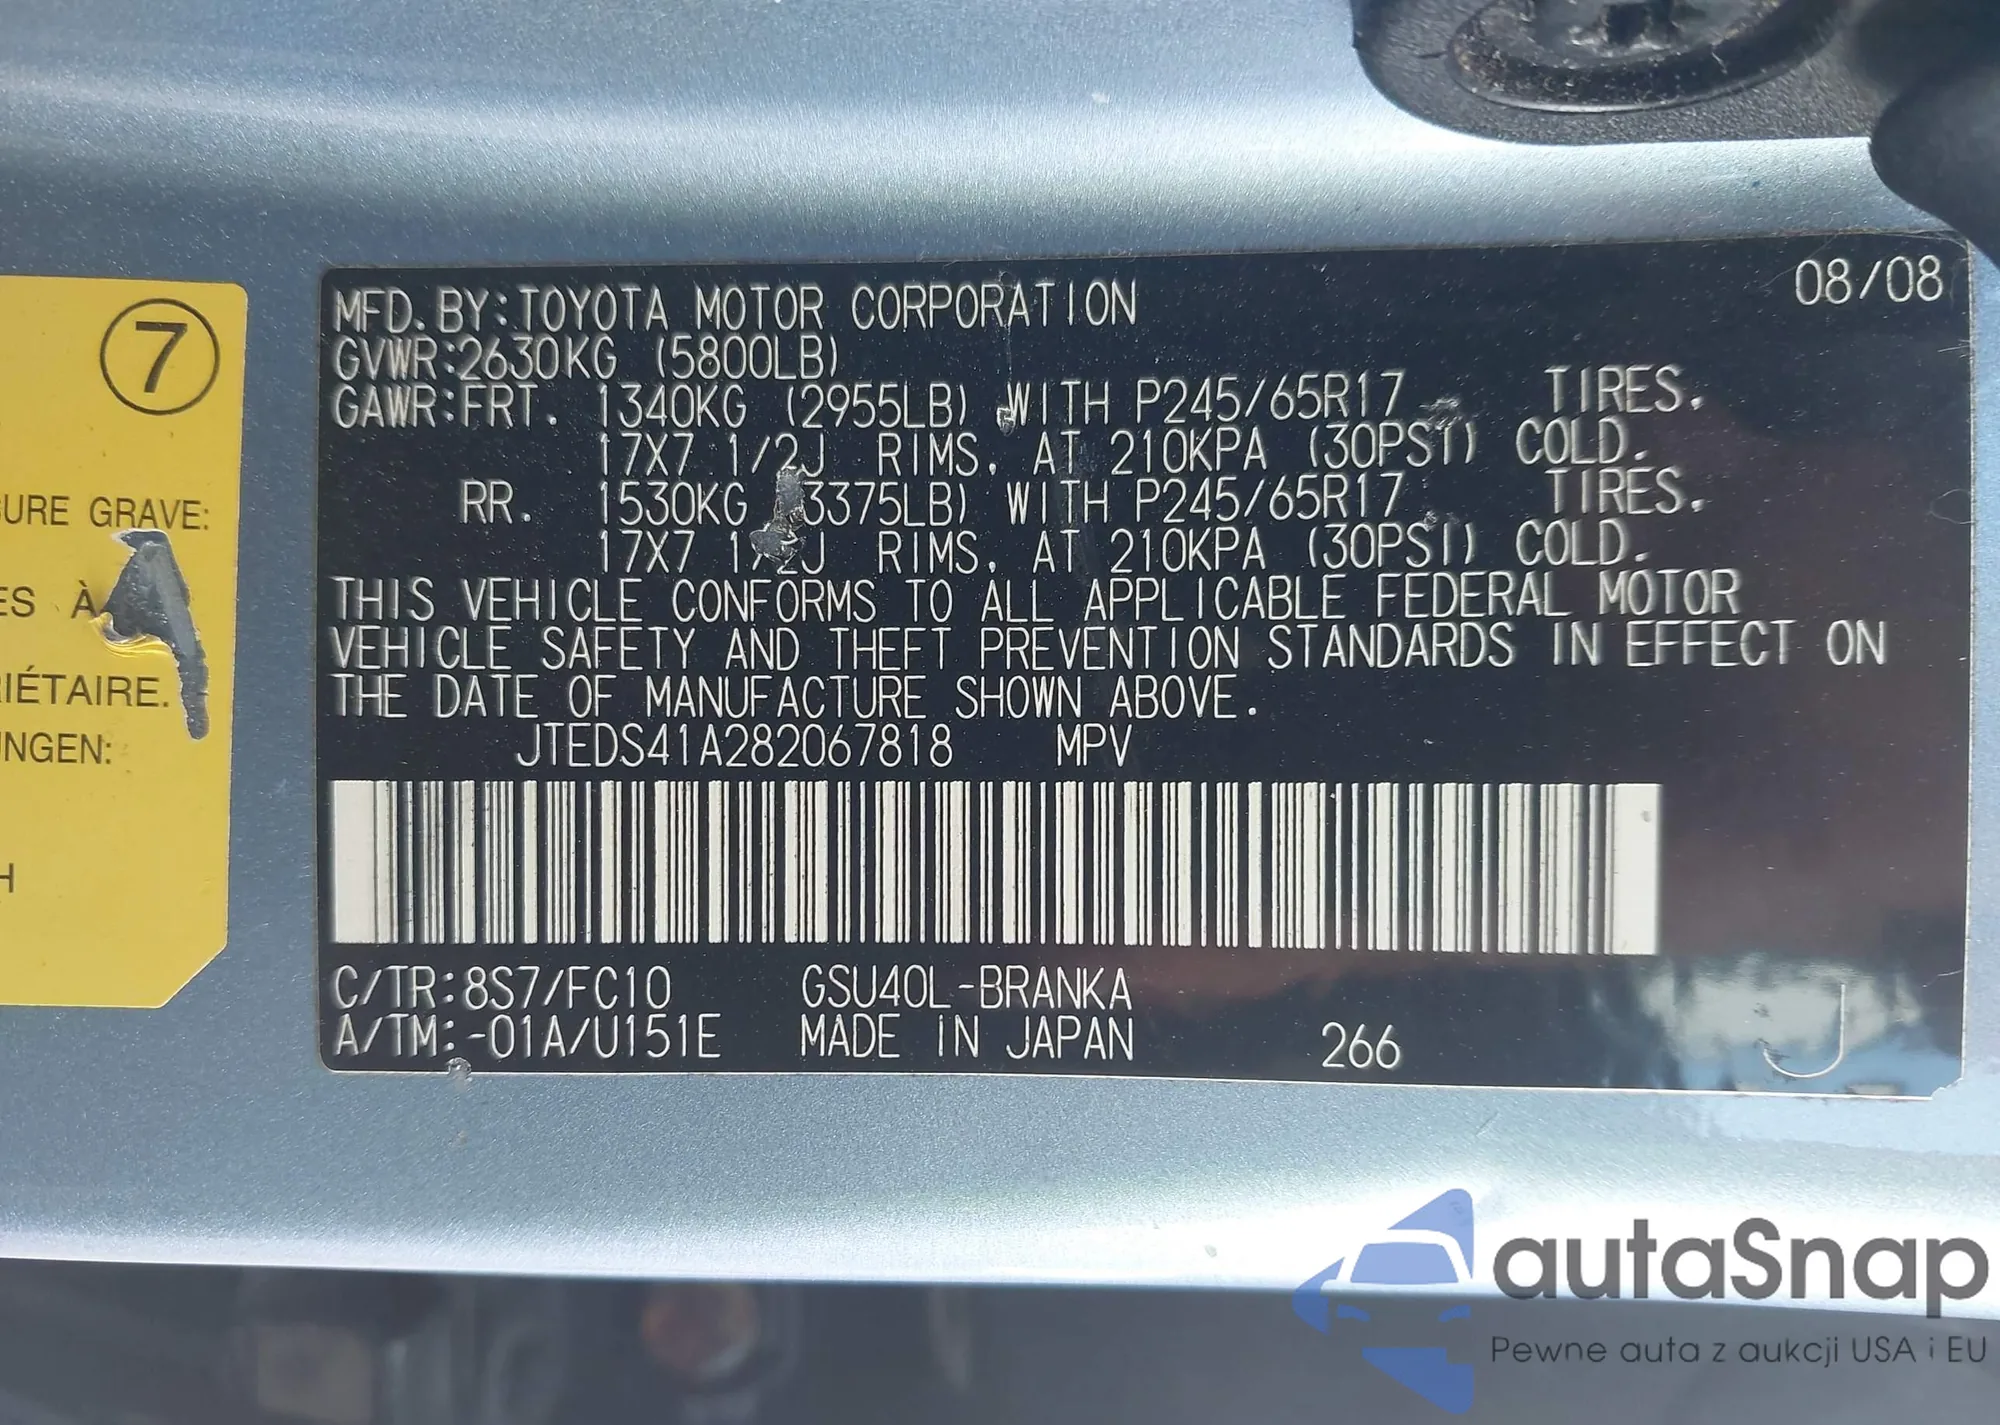 7
URE GRAVE:
ES À
RIÉTAIRE.
UNGEN:
H
08/08
MFD. BY: TOYOTA MOTOR CORPORATION
GVWR: 2630KG (5800LB)
GAWR: FRT. 1340KG (2955LB) WITH P245/65R17 TIRES.
17X7 1/2J RIMS. AT 210KPA (30PSI) COLD.
RR. 1530KG (3375LB) WITH P245/65R17 TIRES.
17X7 1/2J RIMS. AT 210KPA (30PSI) COLD.
THIS VEHICLE CONFORMS TO ALL APPLICABLE FEDERAL MOTOR
VEHICLE SAFETY AND THEFT PREVENTION STANDARDS IN EFFECT ON
THE DATE OF MANUFACTURE SHOWN ABOVE.
JTEDS41A282067818 MPV
C/TR: 8S7/FC10 GSU40L-BRANKA
A/TM: -01A/U151E MADE IN JAPAN 266 J
autaSnap
Pewne auta z aukcji USA i EU